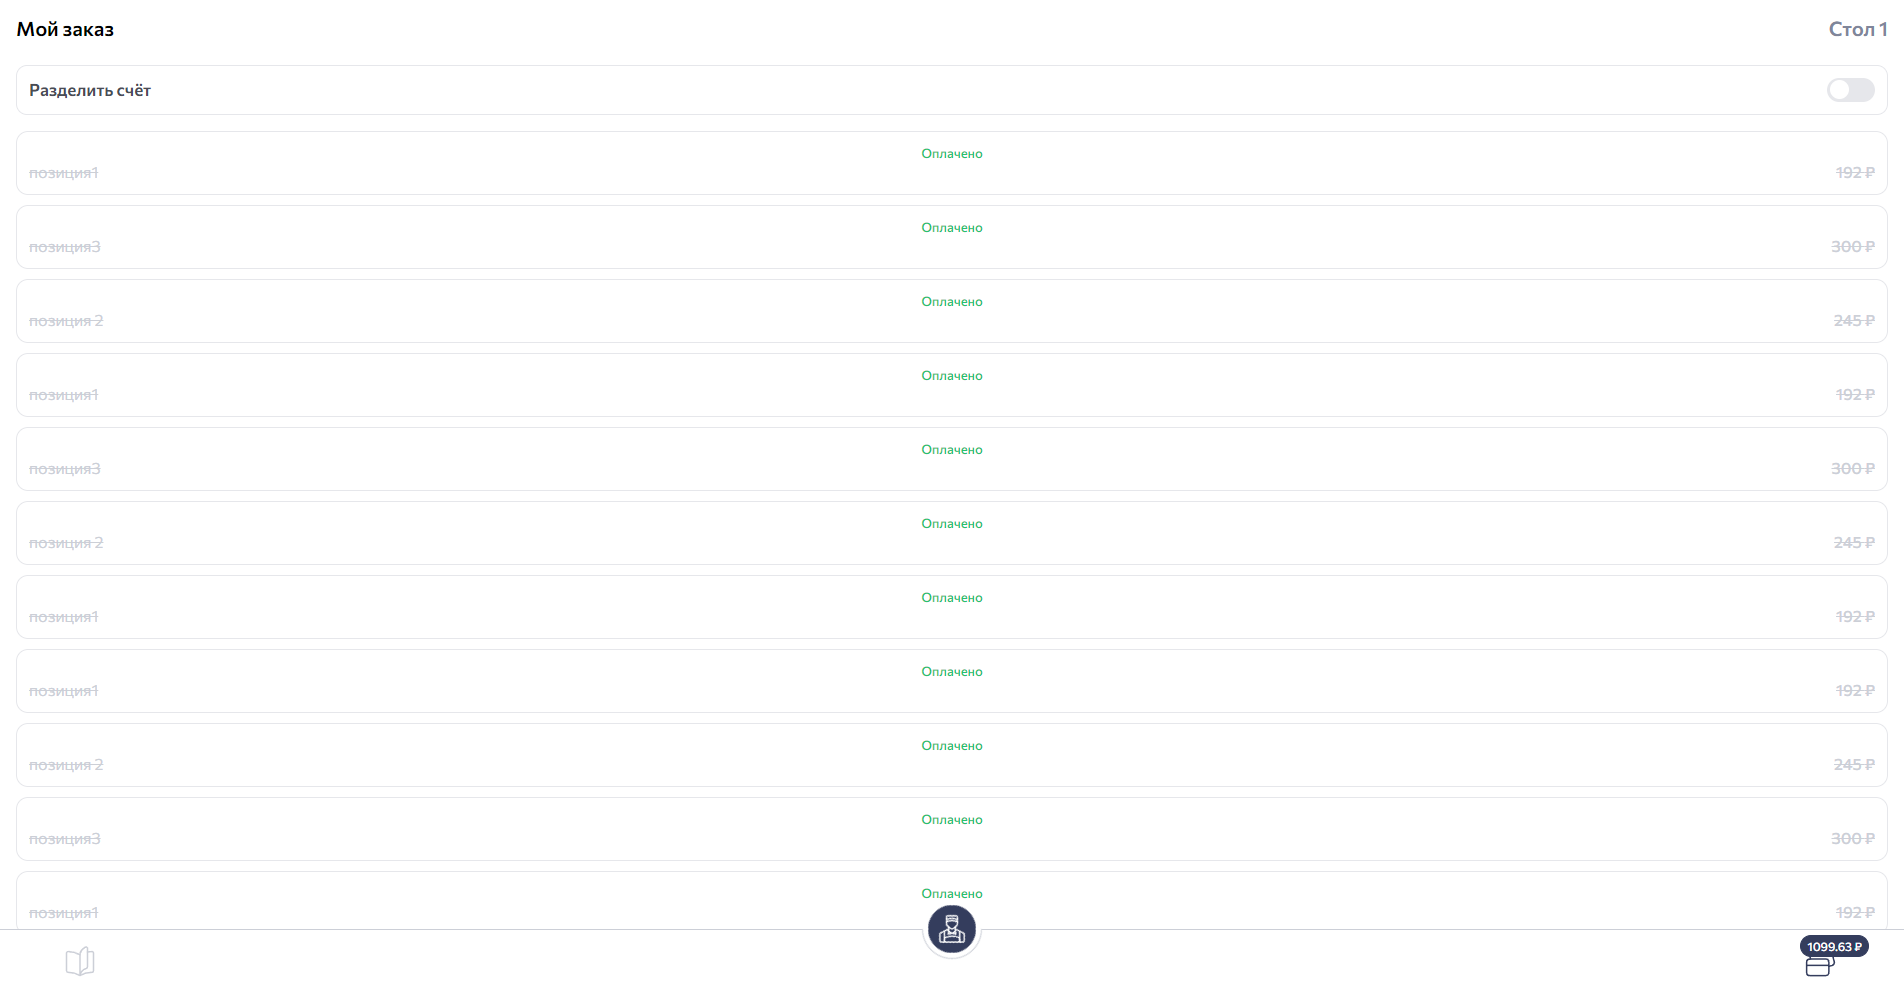 Мой заказ
Стол 1
Разделить счёт
Оплачено
позиция1
192 ₽
Оплачено
позиция3
300 ₽
Оплачено
позиция 2
245 ₽
Оплачено
позиция1
192 ₽
Оплачено
позиция3
300 ₽
Оплачено
позиция 2
245 ₽
Оплачено
позиция1
192 ₽
Оплачено
позиция1
192 ₽
Оплачено
позиция 2
245 ₽
Оплачено
позиция3
300 ₽
Оплачено
позиция1
192 ₽
1099.63 ₽